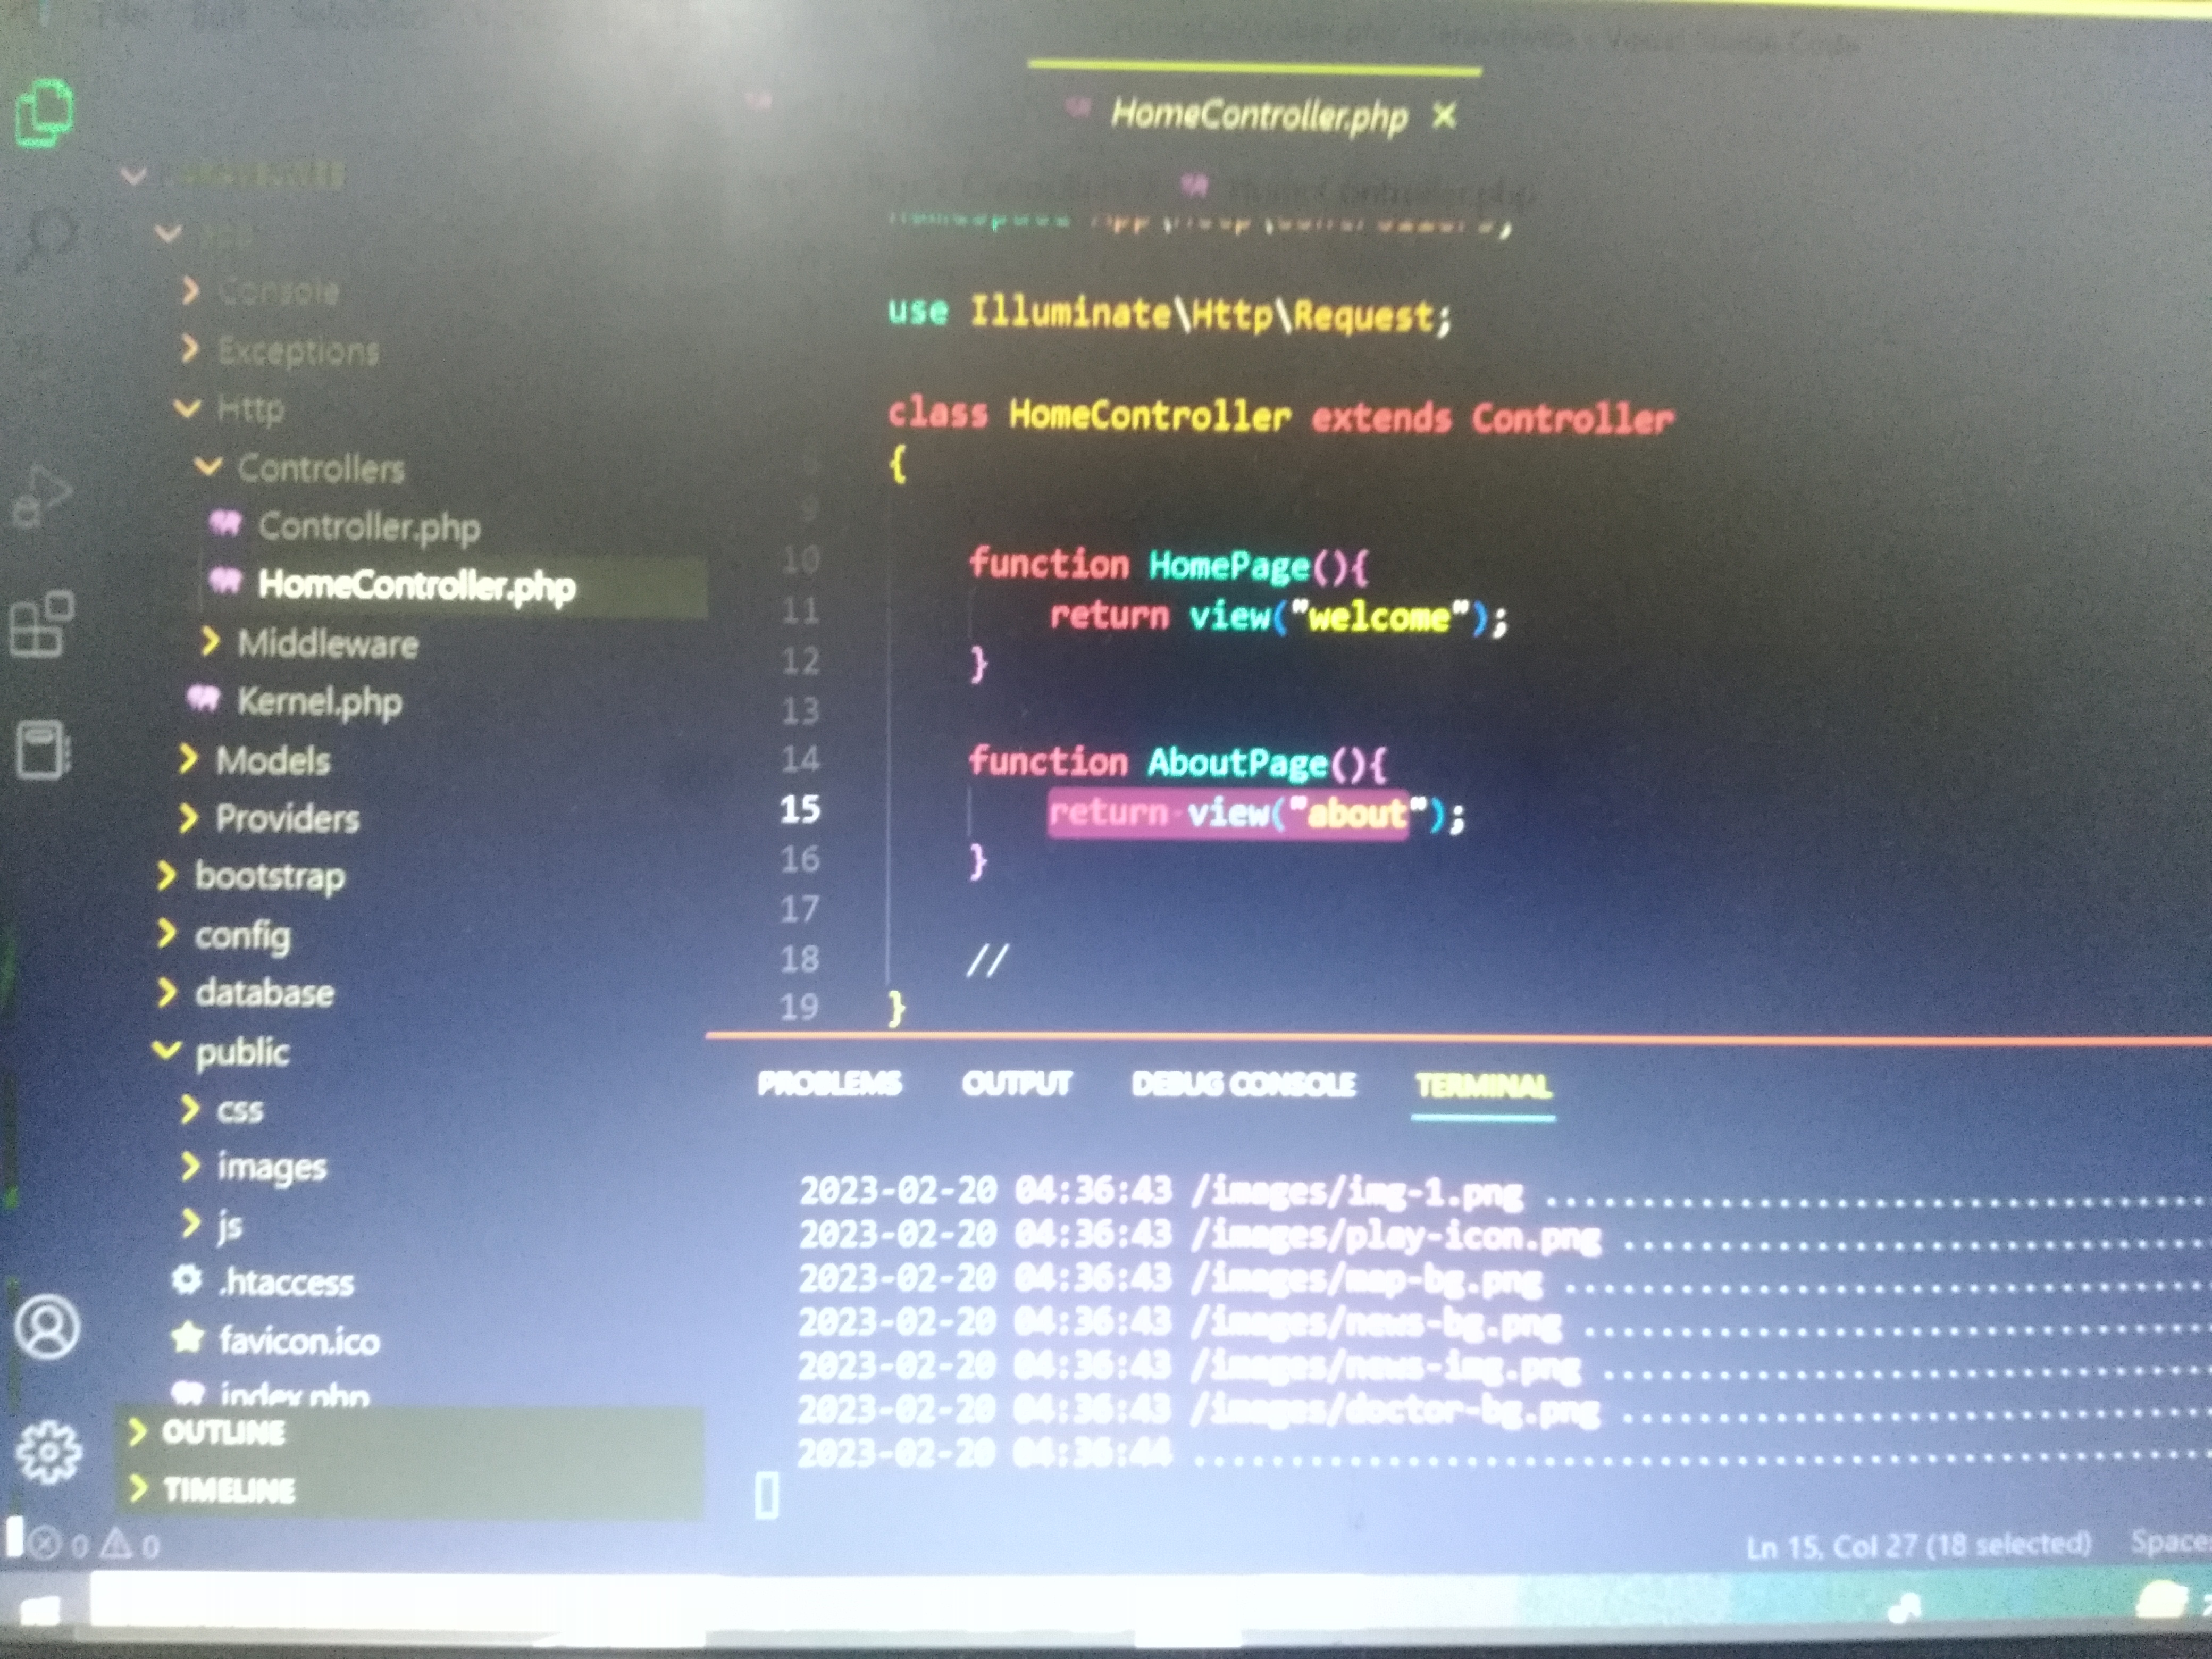 HomeController.php
Console
Exceptions
Http
Controllers
Controller.php
HomeController.php
Middleware
Kernel.php
Models
Providers
bootstrap
config
database
public
css
images
js
.htaccess
favicon.ico
index.php
OUTLINE
TIMELINE
use Illuminate\Http\Request;
class HomeController extends Controller
{
10 function HomePage(){
11 return view("welcome");
12 }
13
14 function AboutPage(){
15 return view("about");
16 }
17
18 //
19 }
PROBLEMS OUTPUT DEBUG CONSOLE TERMINAL
2023-02-20 04:36:43 /images/img-1.png
2023-02-20 04:36:43 /images/play-icon.png
2023-02-20 04:36:43 /images/map-bg.png
2023-02-20 04:36:43 /images/news-bg.png
2023-02-20 04:36:43 /images/news-img.png
2023-02-20 04:36:43 /images/doctor-bg.png
2023-02-20 04:36:44
0 0
Ln 15, Col 27 (18 selected)